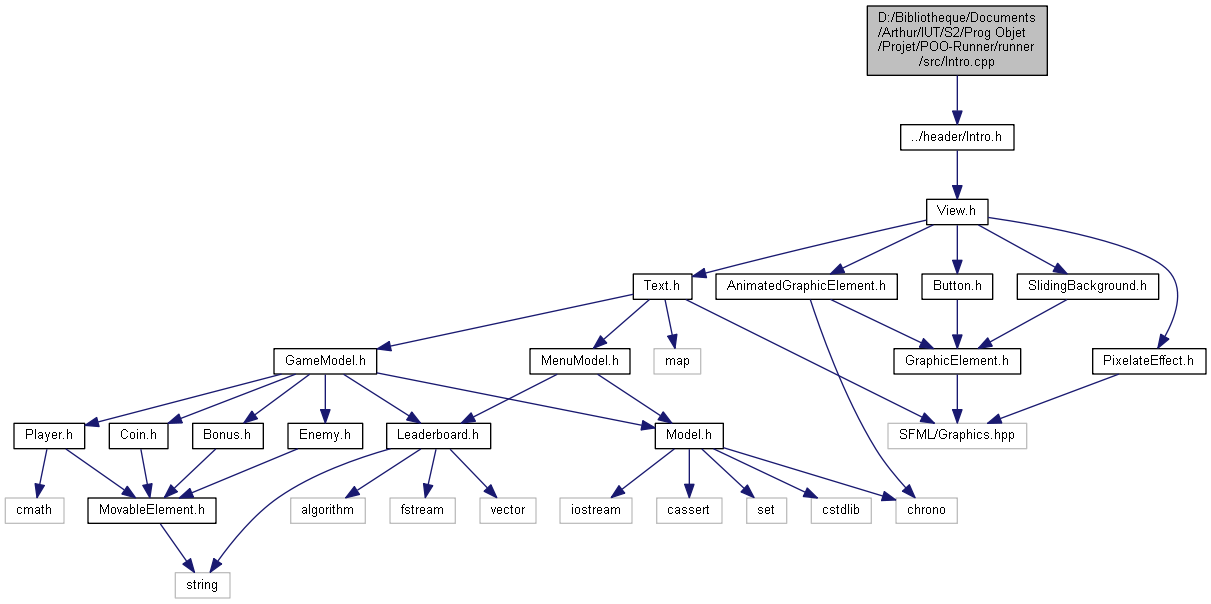 D:/Bibliotheque/Documents
/Arthur/IUT/S2/Prog Objet
/Projet/POO-Runner/runner
/src/Intro.cpp
../header/Intro.h
View.h
Text.h
AnimatedGraphicElement.h
Button.h
SlidingBackground.h
GameModel.h
MenuModel.h
map
GraphicElement.h
PixelateEffect.h
Player.h
Coin.h
Bonus.h
Enemy.h
Leaderboard.h
Model.h
SFML/Graphics.hpp
cmath
MovableElement.h
algorithm
fstream
vector
iostream
cassert
set
cstdlib
chrono
string